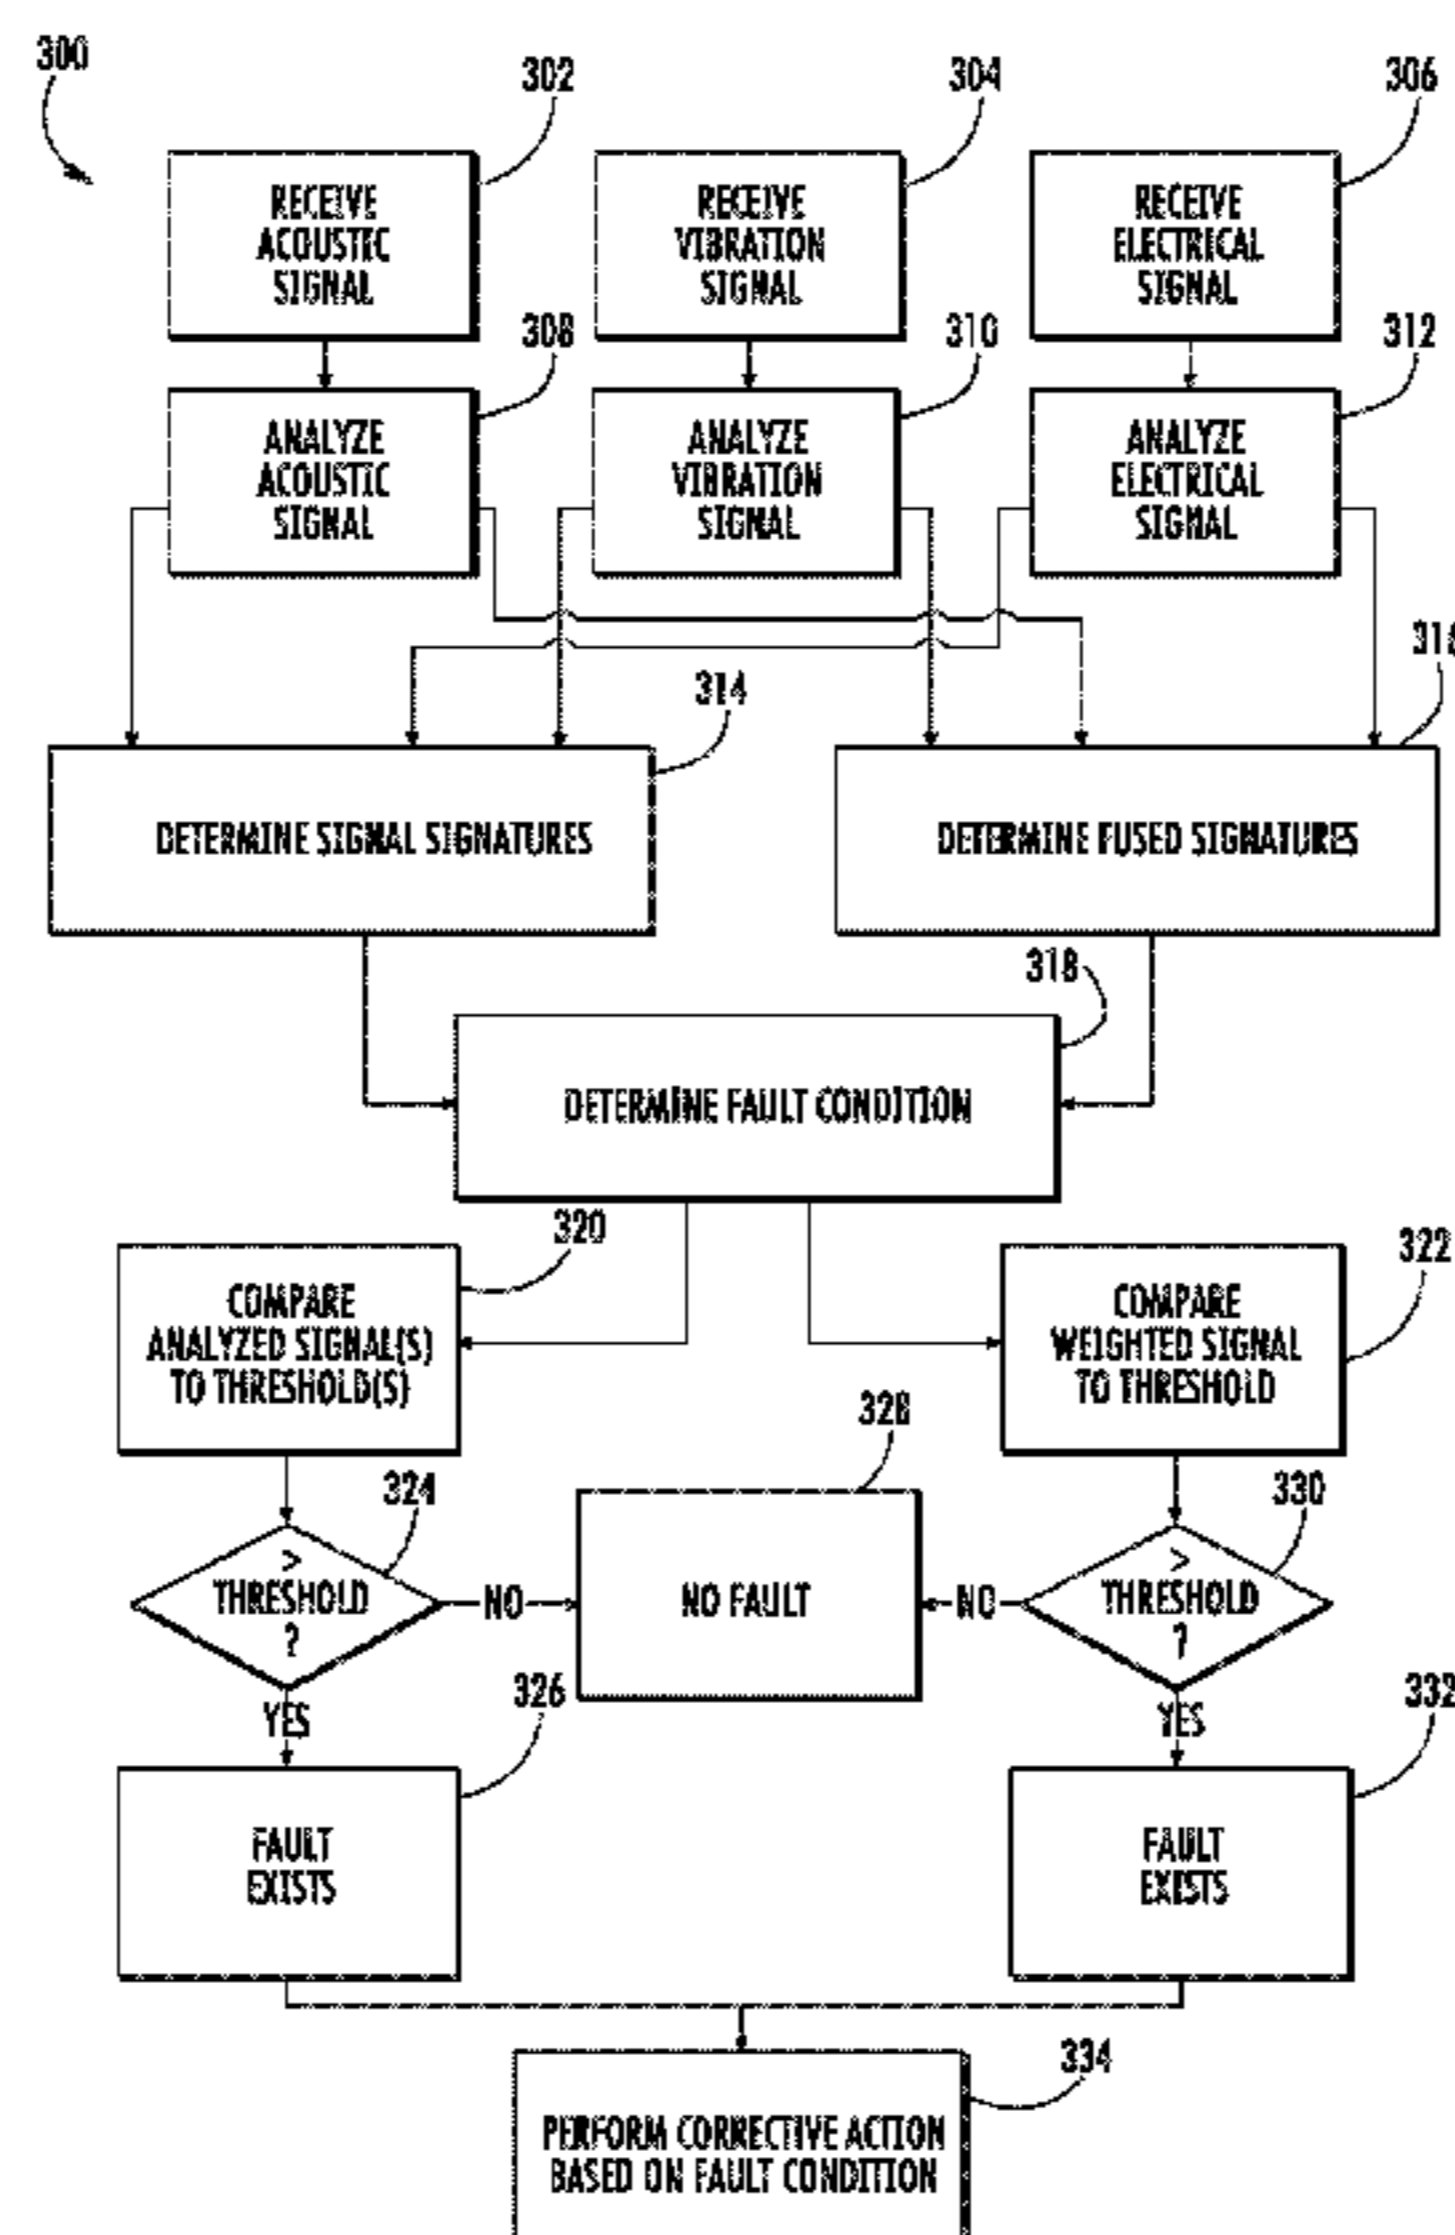 300
302
304
306
RECEIVE
ACOUSTIC
SIGNAL
RECEIVE
VIBRATION
SIGNAL
RECEIVE
ELECTRICAL
SIGNAL
308
310
312
ANALYZE
ACOUSTIC
SIGNAL
ANALYZE
VIBRATION
SIGNAL
ANALYZE
ELECTRICAL
SIGNAL
314
DETERMINE SIGNAL SIGNATURES
DETERMINE FUSED SIGNATURES
318
DETERMINE FAULT CONDITION
320
322
COMPARE
ANALYZED SIGNAL(S)
TO THRESHOLD(S)
COMPARE
WEIGHTED SIGNAL
TO THRESHOLD
328
324
330
>
THRESHOLD
?
NO
NO FAULT
NO
>
THRESHOLD
?
326
332
YES
YES
FAULT
EXISTS
FAULT
EXISTS
334
PERFORM CORRECTIVE ACTION
BASED ON FAULT CONDITION